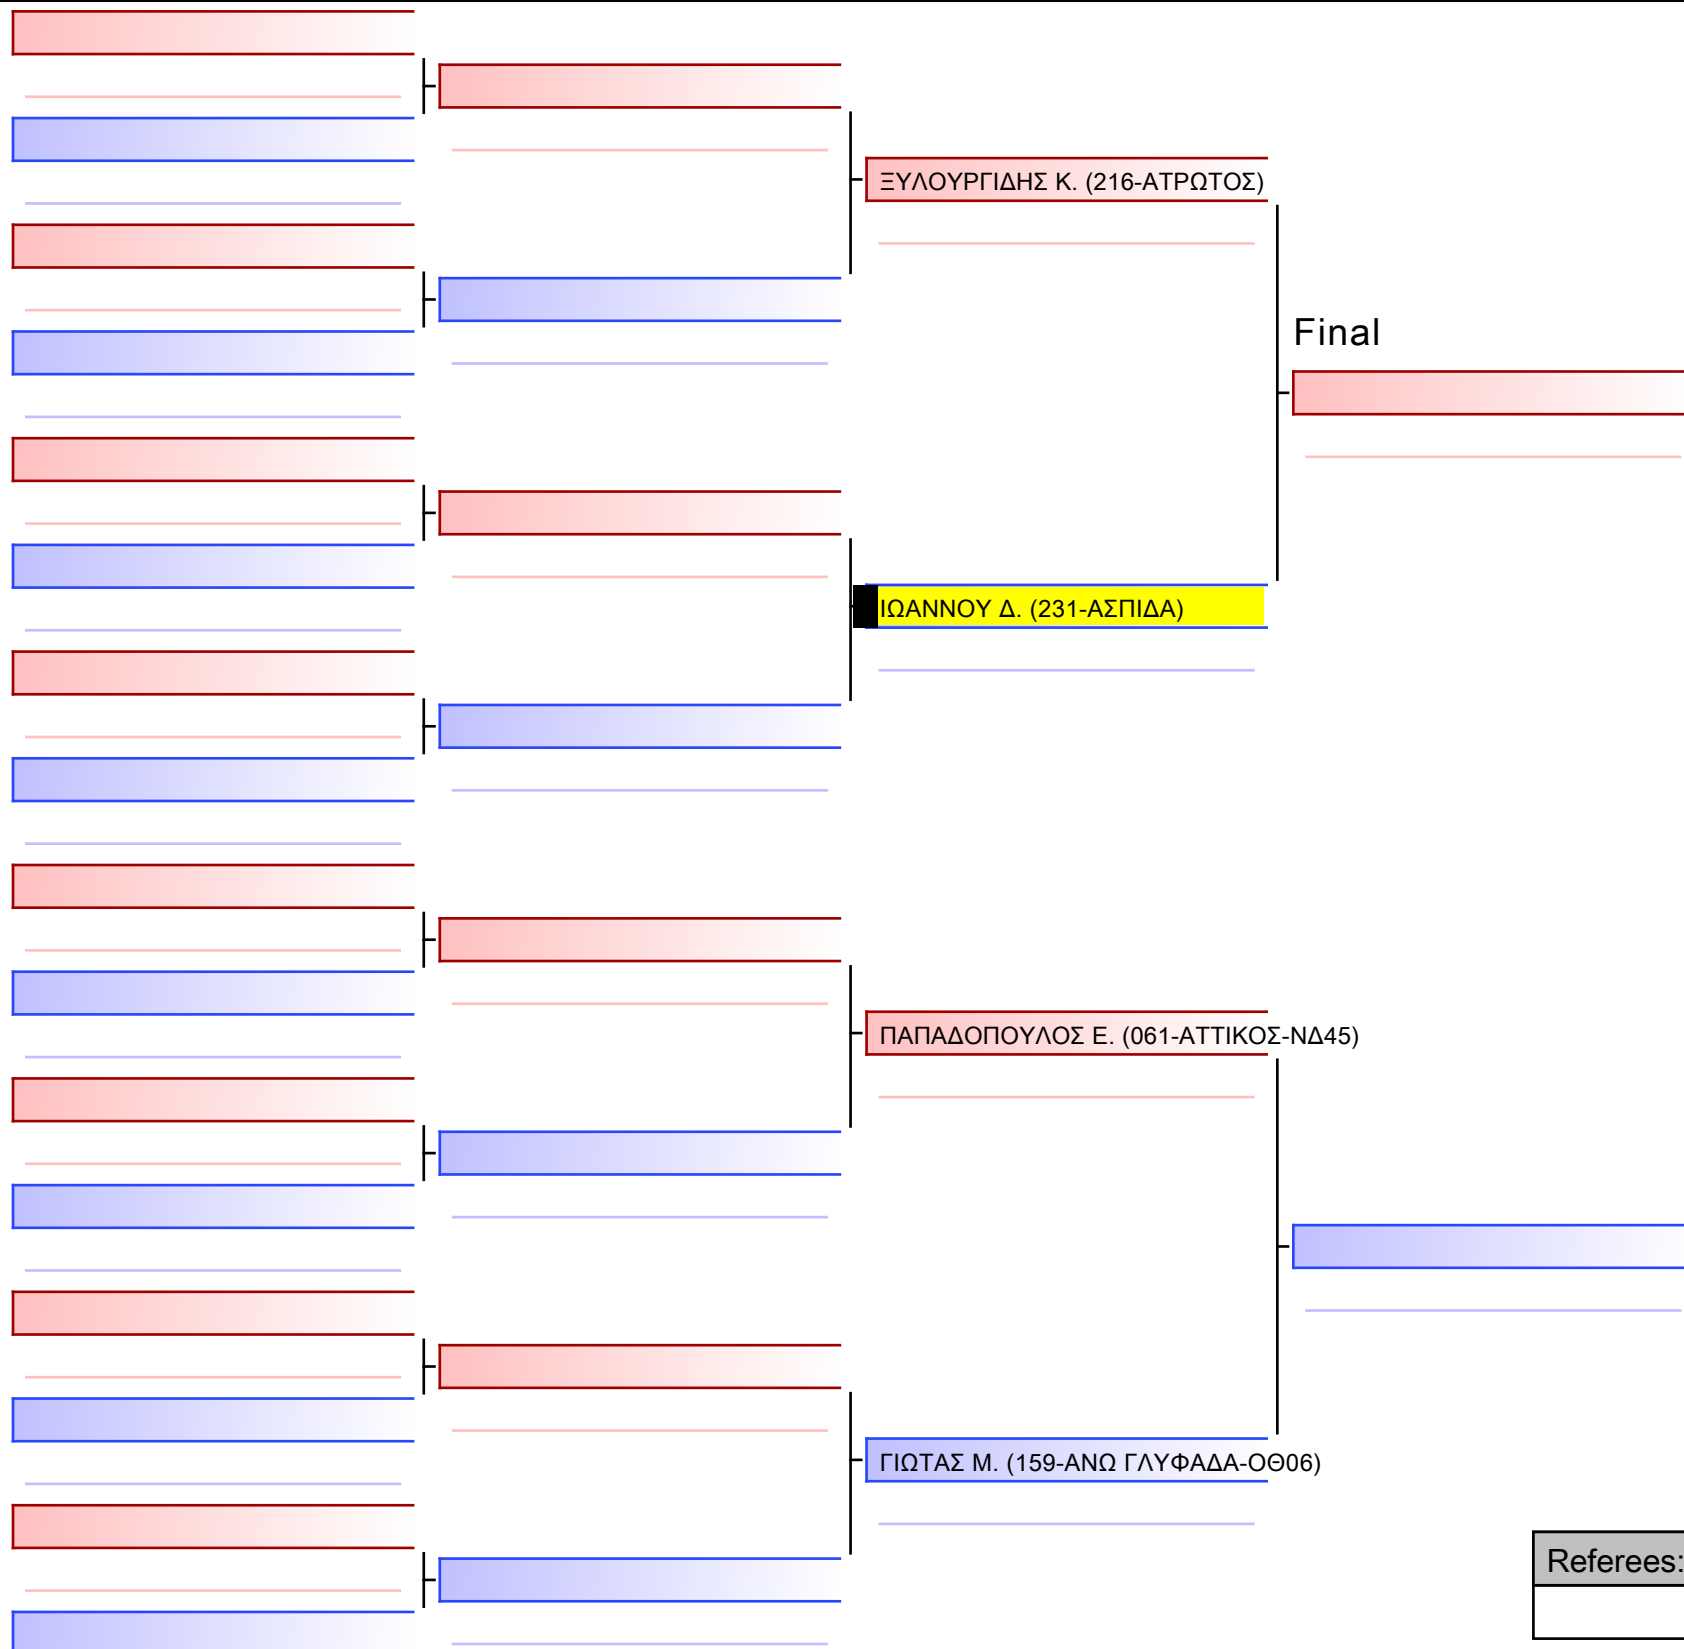 ΞΥΛΟΥΡΓΙΔΗΣ Κ. (216-ΑΤΡΩΤΟΣ)
Final
ΙΩΑΝΝΟΥ Δ. (231-ΑΣΠΙΔΑ)
ΠΑΠΑΔΟΠΟΥΛΟΣ Ε. (061-ΑΤΤΙΚΟΣ-ΝΔ45)
ΓΙΩΤΑΣ Μ. (159-ΑΝΩ ΓΛΥΦΑΔΑ-ΟΘ06)
Referees: